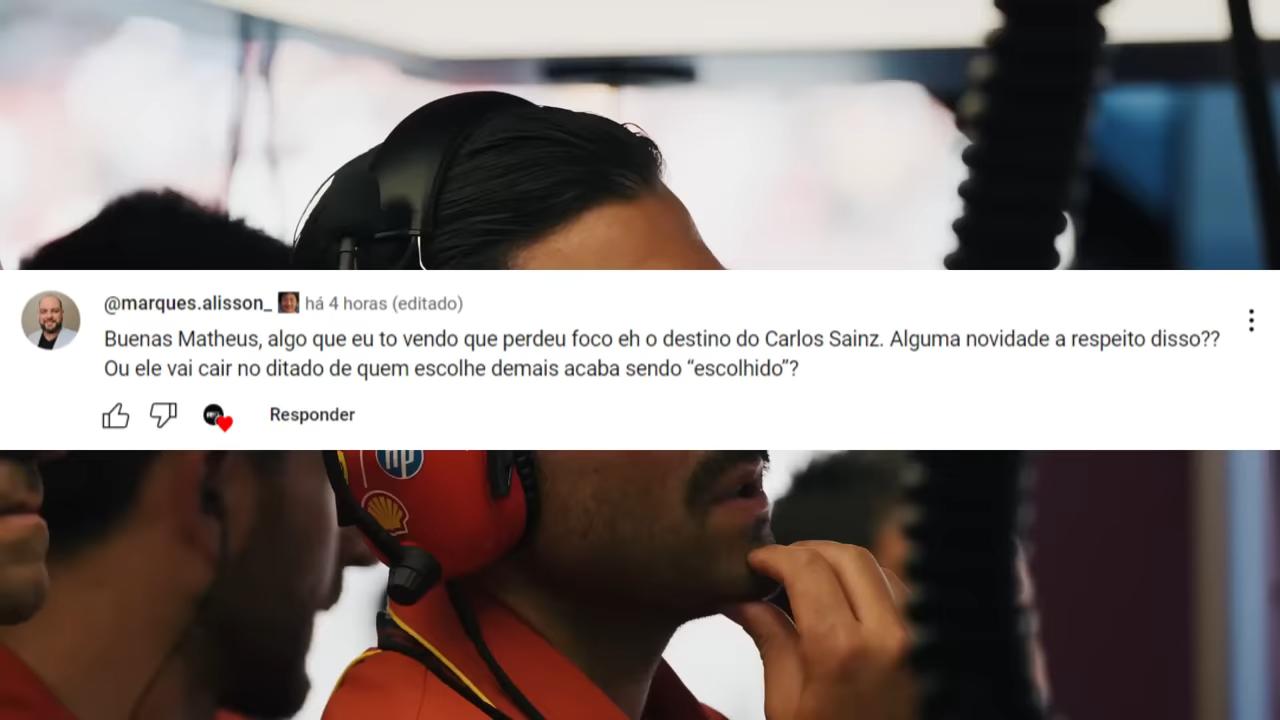 @marques.alisson_ há 4 horas (editado)
Buenas Matheus, algo que eu to vendo que perdeu foco eh o destino do Carlos Sainz. Alguma novidade a respeito disso??
Ou ele vai cair no ditado de quem escolhe demais acaba sendo “escolhido”?
Responder
hp